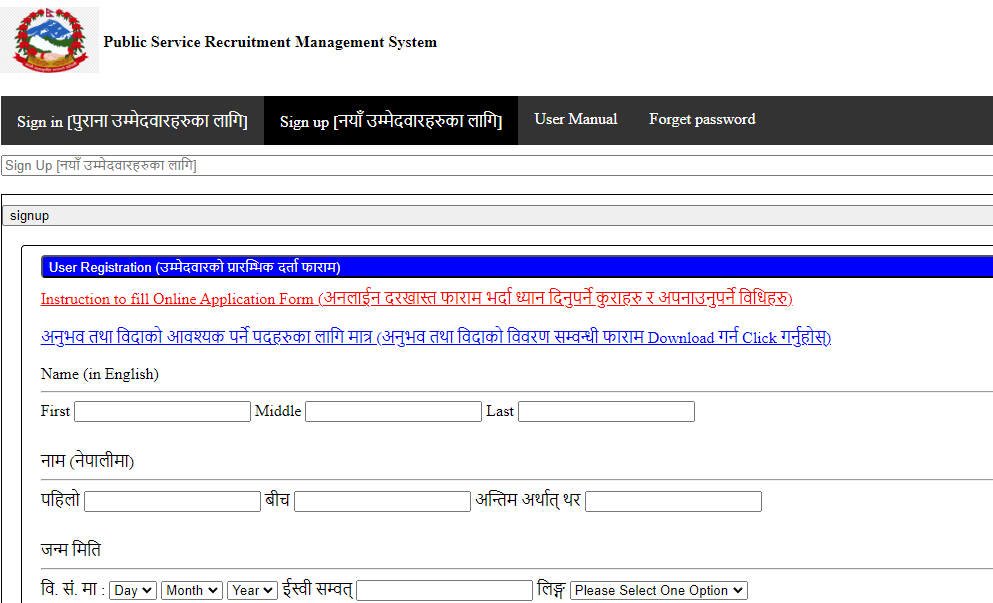 Public Service Recruitment Management System
Sign in [पुराना उम्मेदवारहरुका लागि] Sign up [नयाँ उम्मेदवारहरुका लागि] User Manual Forget password
Sign Up [नयाँ उम्मेदवारहरुका लागि]
signup
User Registration (उम्मेदवारको प्रारम्भिक दर्ता फाराम)
Instruction to fill Online Application Form (अनलाईन दरखास्त फाराम भर्दा ध्यान दिनुपर्ने कुराहरु र अपनाउनुपर्ने विधिहरु)
अनुभव तथा विदाको आवश्यक पर्ने पदहरुका लागि मात्र (अनुभव तथा विदाको विवरण सम्वन्धी फाराम Download गर्न Click गर्नुहोस्)
Name (in English)
First Middle Last
नाम (नेपालीमा)
पहिलो बीच अन्तिम अर्थात् थर
जन्म मिति
वि. सं. मा : Day Month Year ईस्वी सम्वत् लिङ्ग Please Select One Option